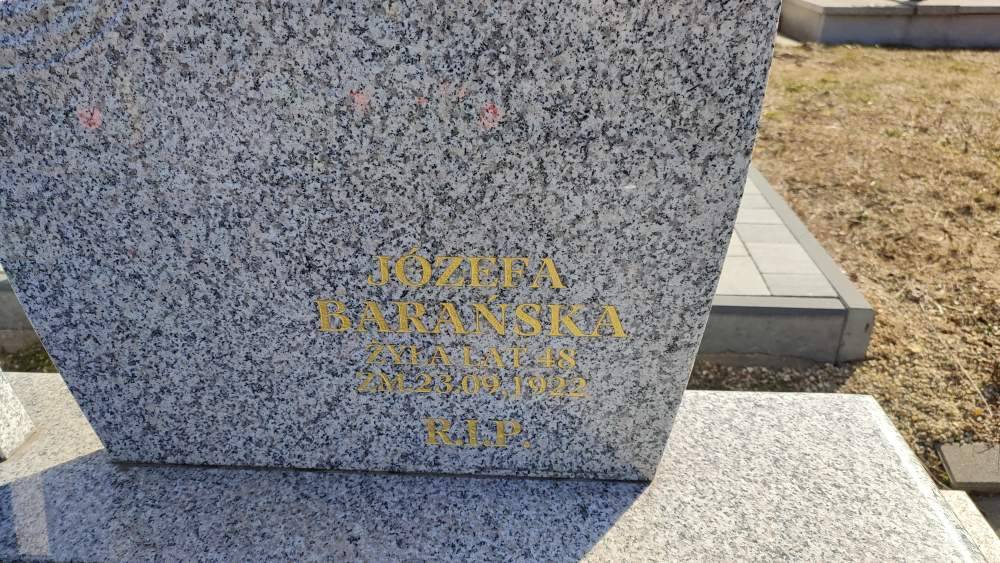 JÓZEFA
BARAŃSKA
ŻYŁA LAT 48
ZM.23.09.1922
R.I.P.